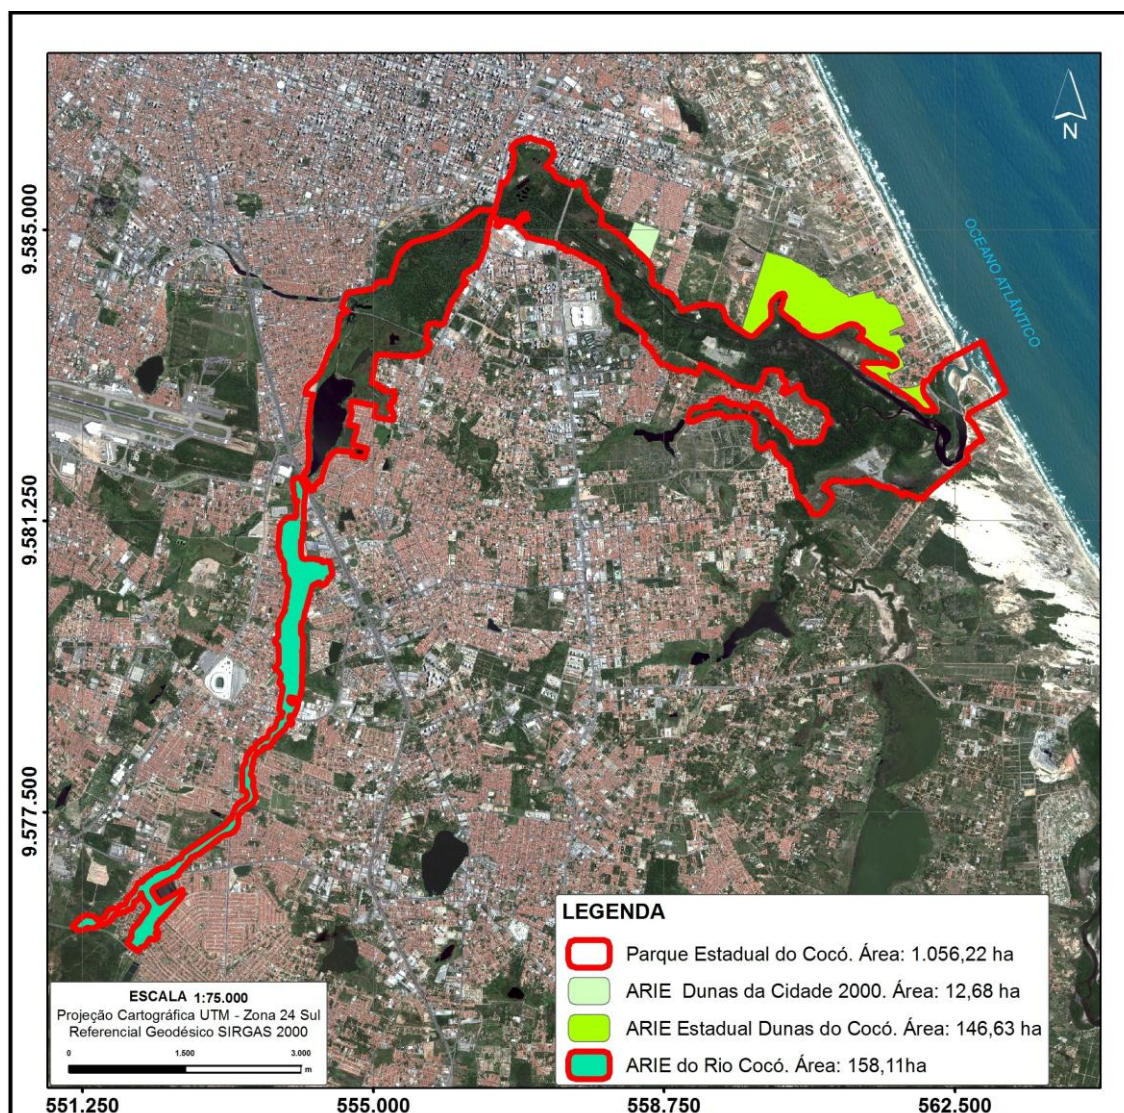 N
OCEANO ATLÂNTICO
9.585.000
9.581.250
9.577.500
LEGENDA
Parque Estadual do Cocó. Área: 1.056,22 ha
ARIE Dunas da Cidade 2000. Área: 12,68 ha
ARIE Estadual Dunas do Cocó. Área: 146,63 ha
ARIE do Rio Cocó. Área: 158,11ha
ESCALA 1:75.000
Projeção Cartográfica UTM - Zona 24 Sul
Referencial Geodésico SIRGAS 2000
0 1.500 3.000
m
551.250 555.000 558.750 562.500